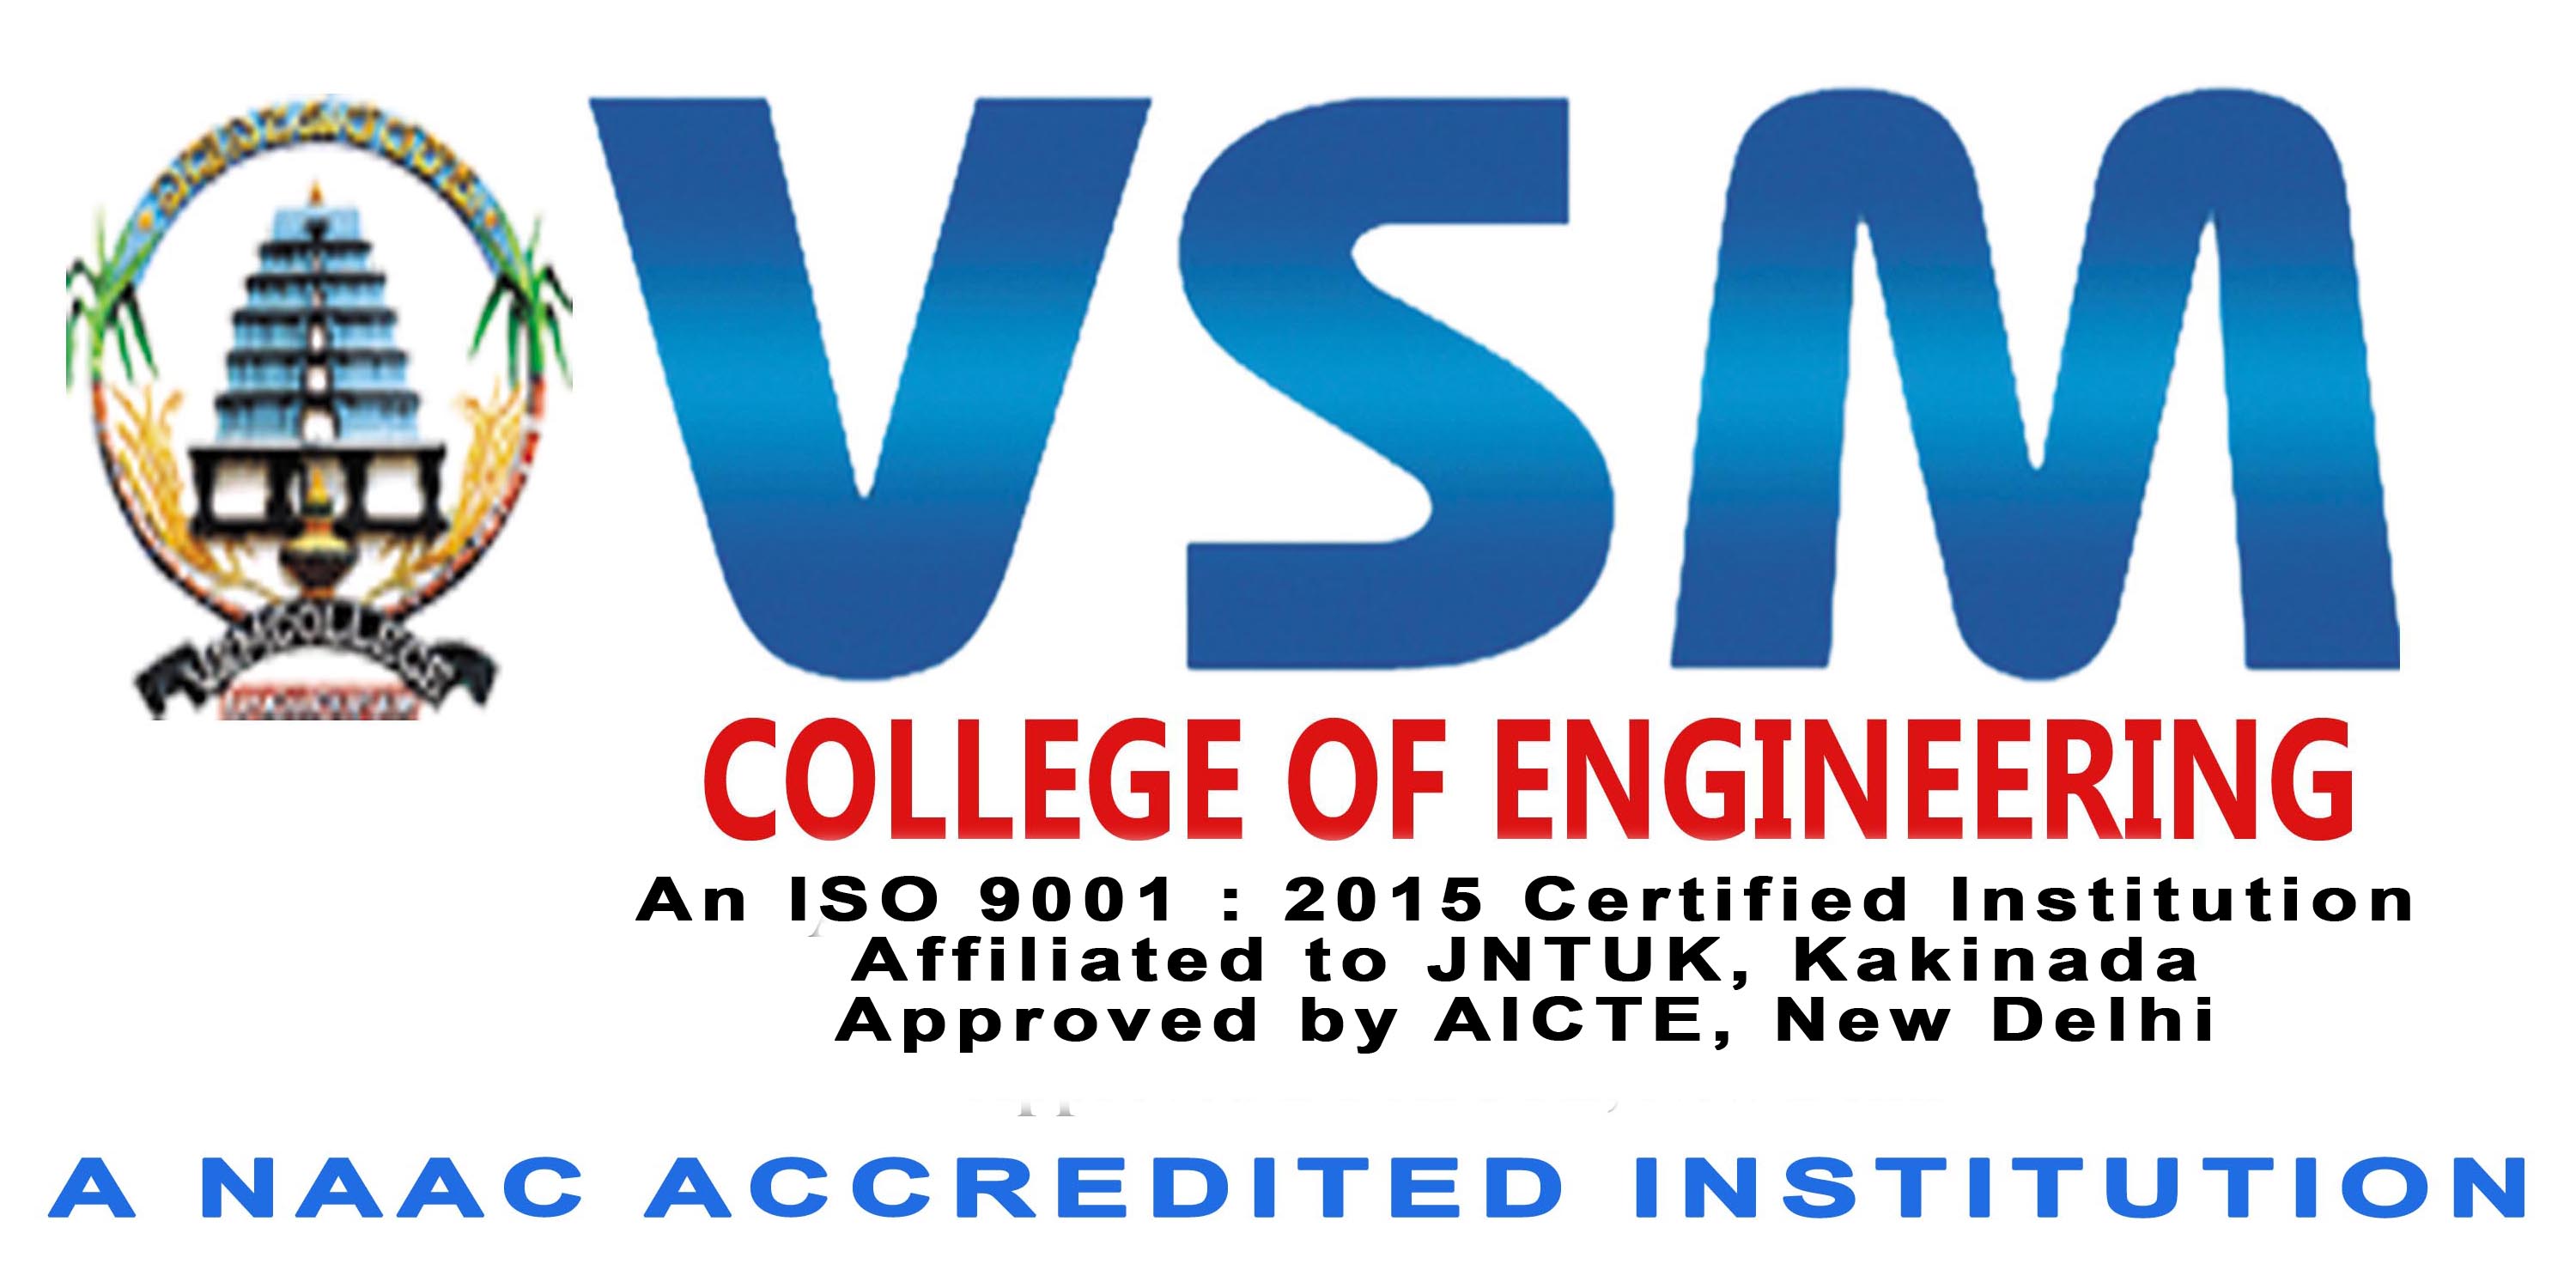 VSM
COLLEGE OF ENGINEERING
An ISO 9001 : 2015 Certified Institution
Affiliated to JNTUK, Kakinada
Approved by AICTE, New Delhi
A NAAC ACCREDITED INSTITUTION